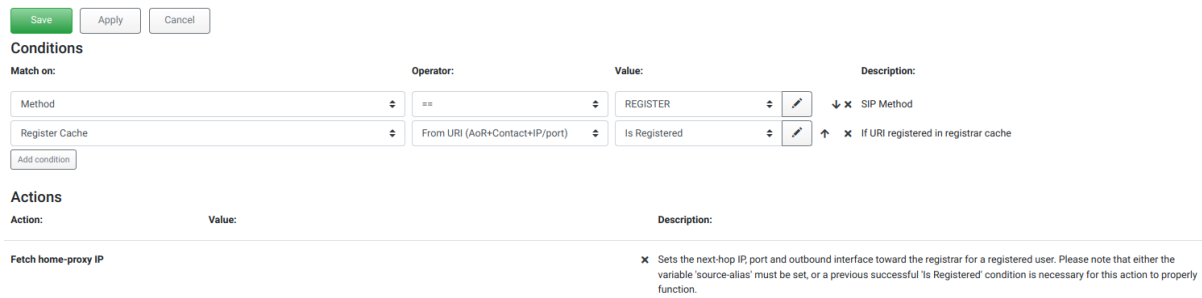 Save Apply Cancel
Conditions
Match on: Operator: Value: Description:
Method == REGISTER SIP Method
Register Cache From URI (AoR+Contact+IP/port) Is Registered If URI registered in registrar cache
Add condition
Actions
Action: Value: Description:
Fetch home-proxy IP Sets the next-hop IP, port and outbound interface toward the registrar for a registered user. Please note that either the
variable 'source-alias' must be set, or a previous successful 'Is Registered' condition is necessary for this action to properly
function.